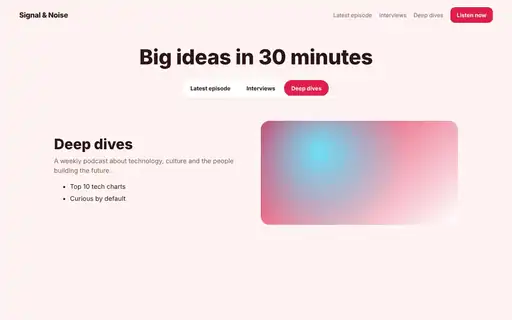 Signal & Noise
Latest episode
Interviews
Deep dives
Listen now
Big ideas in 30 minutes
Latest episode
Interviews
Deep dives
Deep dives
A weekly podcast about technology, culture and the people
building the future.
Top 10 tech charts
Curious by default